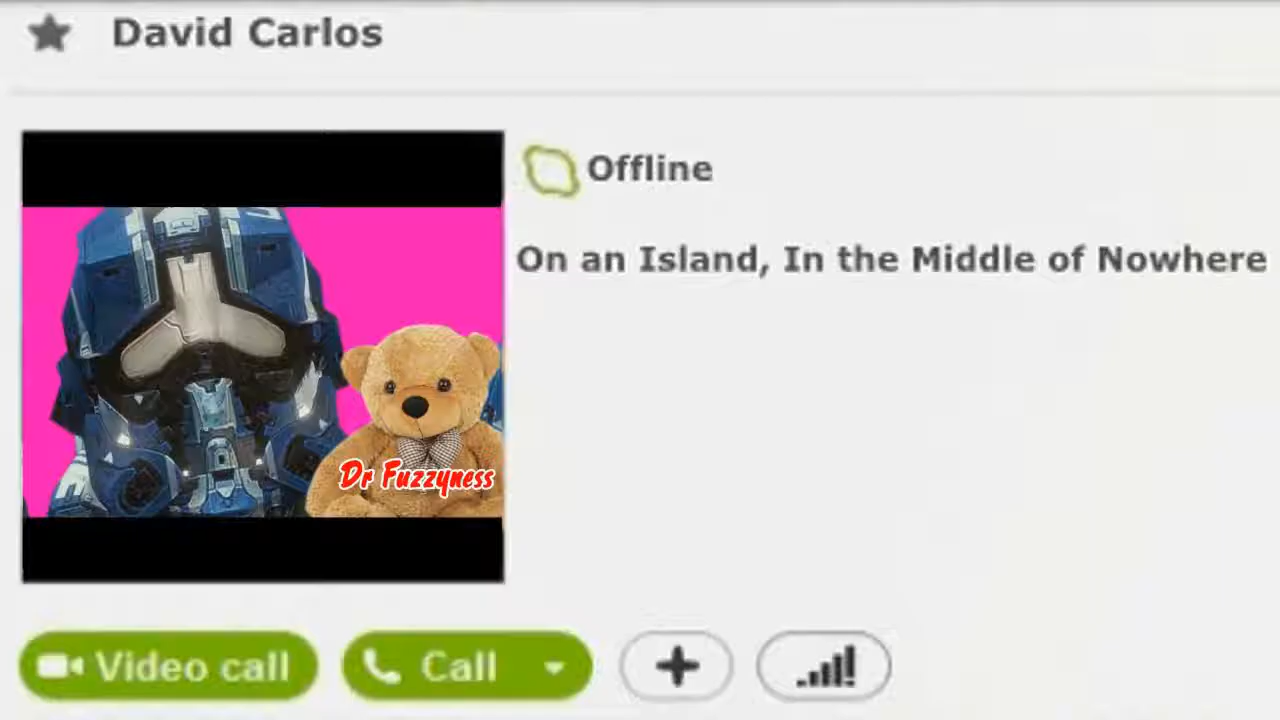 David Carlos
Offline
On an Island, In the Middle of Nowhere
Dr Fuzzyness
Video call
Call